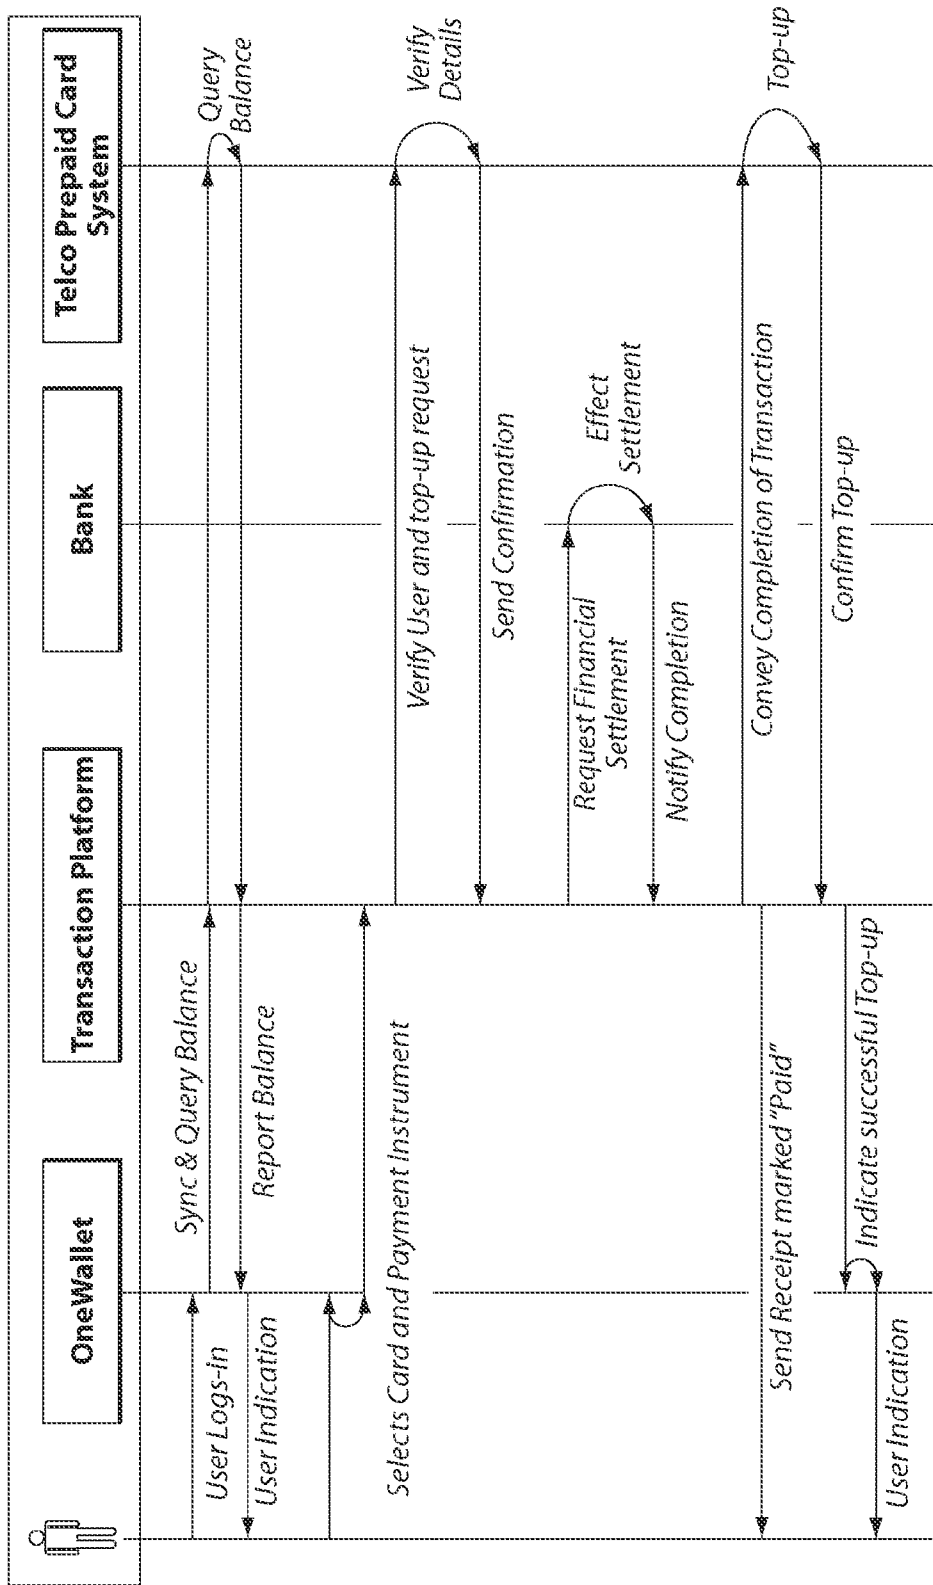 OneWallet
Transaction Platform
Bank
Telco Prepaid Card
System
User Logs-in
Sync & Query Balance
Query
Balance
User Indication
Report Balance
Selects Card and Payment Instrument
Verify User and top-up request
Verify
Details
Send Confirmation
Request Financial
Settlement
Effect
Settlement
Notify Completion
Convey Completion of Transaction
Top-up
Send Receipt marked "Paid"
Confirm Top-up
Indicate successful Top-up
User Indication